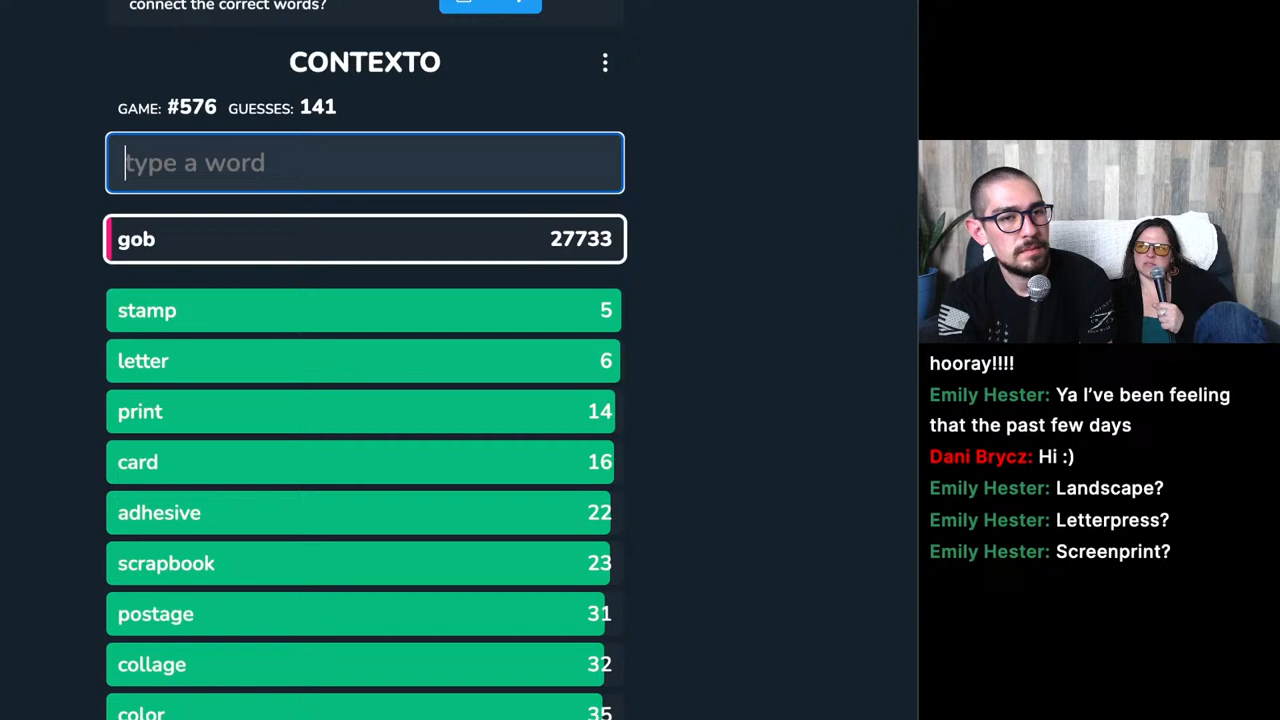 connect the correct words?
CONTEXTO
GAME: #576 GUESSES: 141
type a word
gob 27733
stamp 5
letter 6
print 14
card 16
adhesive 22
scrapbook 23
postage 31
collage 32
color 35
hooray!!!!
Emily Hester: Ya I've been feeling
that the past few days
Dani Brycz: Hi :)
Emily Hester: Landscape?
Emily Hester: Letterpress?
Emily Hester: Screenprint?